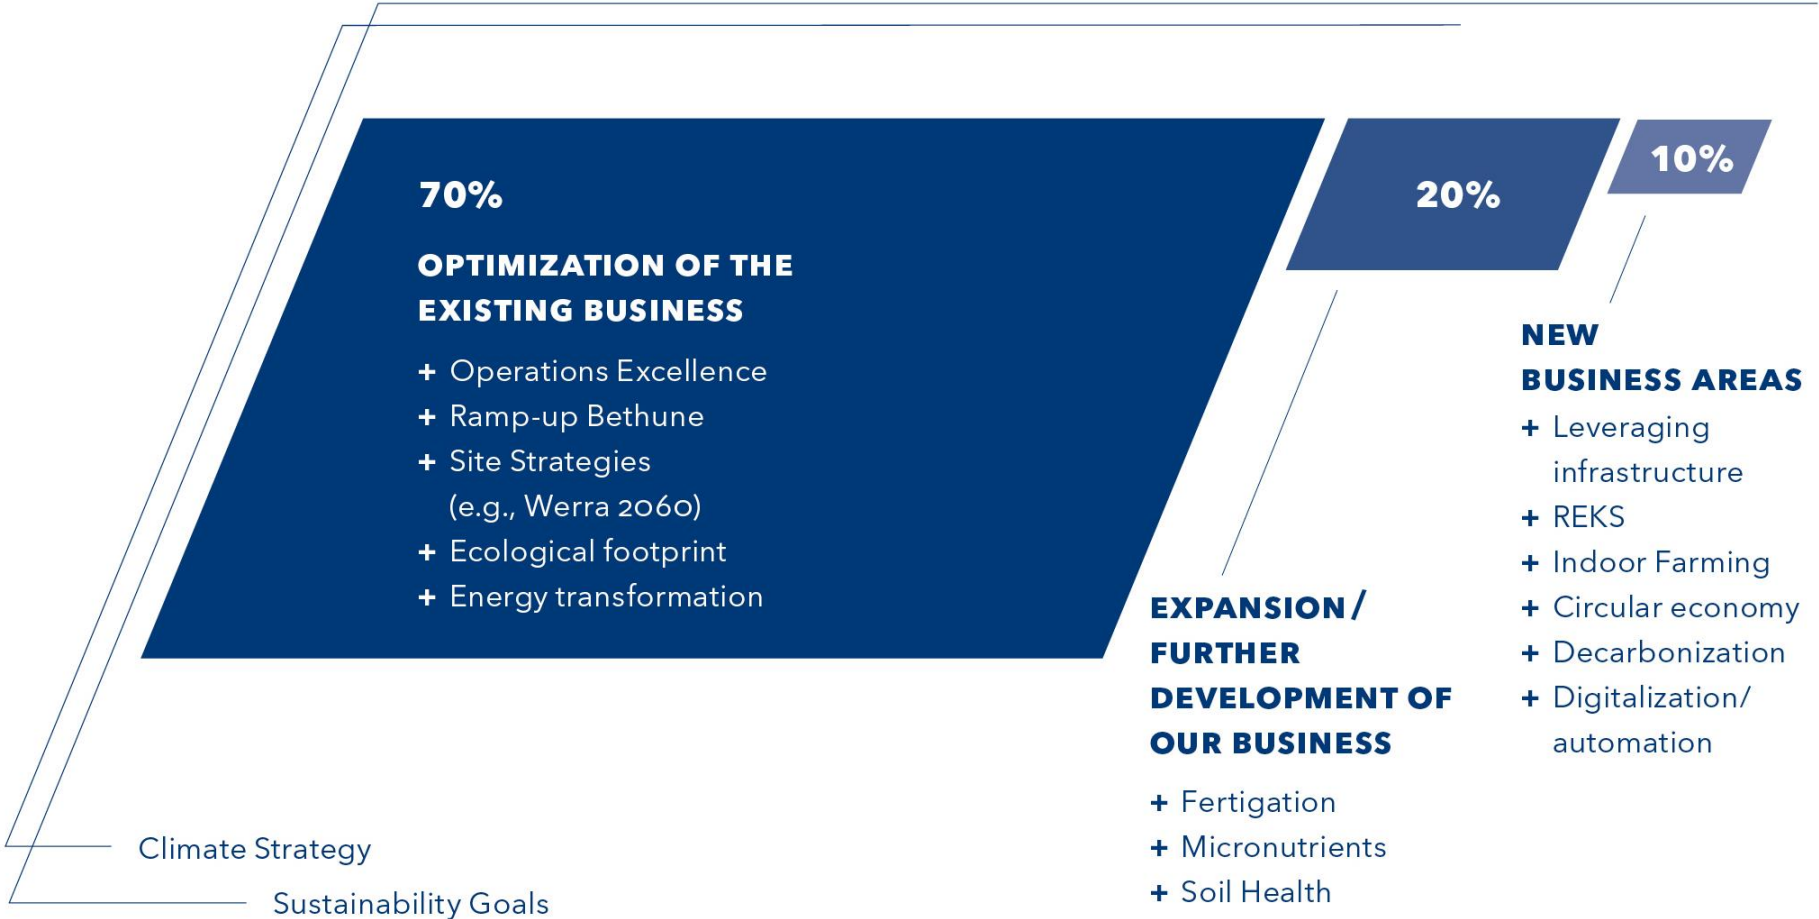 70%
OPTIMIZATION OF THE
EXISTING BUSINESS
+ Operations Excellence
+ Ramp-up Bethune
+ Site Strategies
(e.g., Werra 2060)
+ Ecological footprint
+ Energy transformation
20%
EXPANSION/
FURTHER
DEVELOPMENT OF
OUR BUSINESS
+ Fertigation
+ Micronutrients
+ Soil Health
10%
NEW
BUSINESS AREAS
+ Leveraging
infrastructure
+ REKS
+ Indoor Farming
+ Circular economy
+ Decarbonization
+ Digitalization/
automation
Climate Strategy
Sustainability Goals